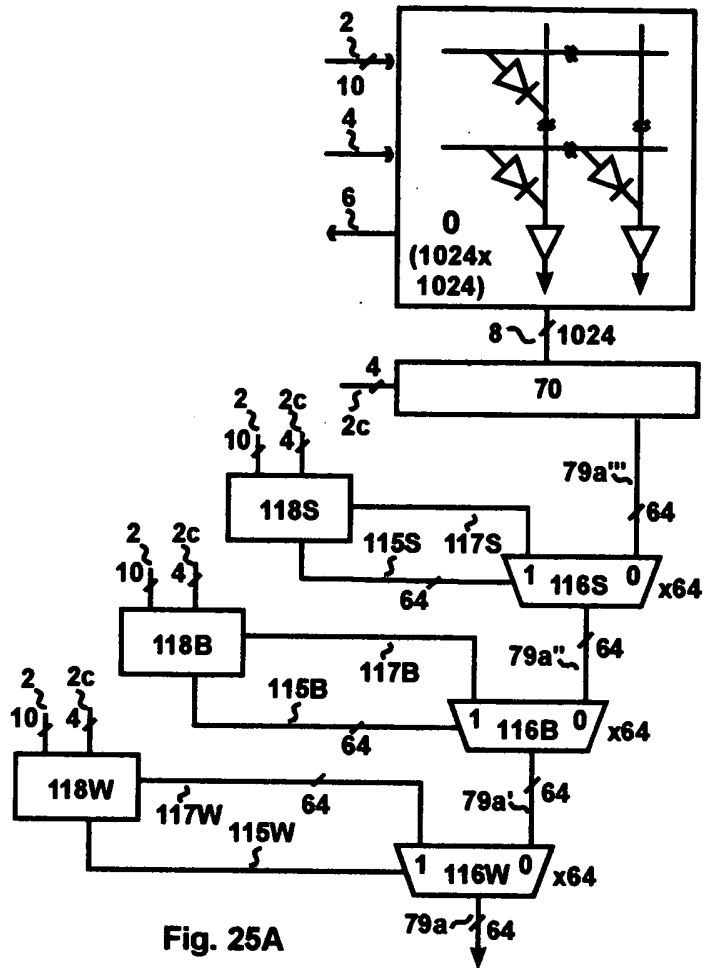 2
10
4
6
0
(1024x
1024)
8 1024
4
2c
70
2 2c
10 4
79a'''
118S
117S
64
115S
64
1 0
116S
x64
2 2c
10 4
118B
117B
79a''
64
115B
64
1 0
116B
x64
2 2c
10 4
118W
117W
64
79a'
64
115W
1 0
116W
x64
79a 64
Fig. 25A